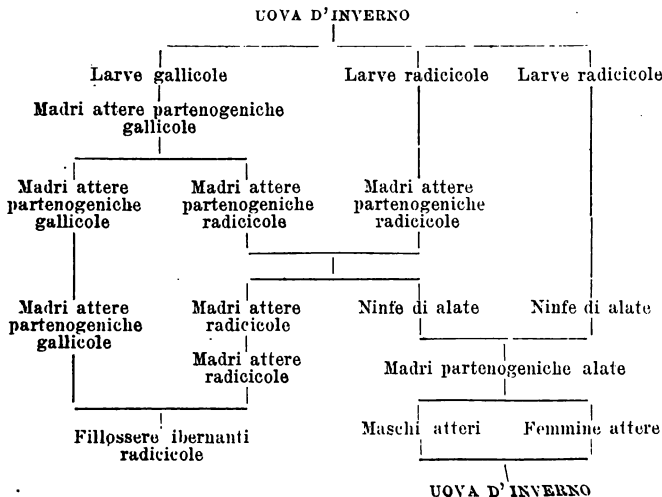 UOVA D'INVERNO
Larve gallicole
Larve radicicole
Larve radicicole
Madri attere partenogeniche
gallicole
Madri attere
partenogeniche
gallicole
Madri attere
partenogeniche
radicicole
Madri attere
partenogeniche
radicicole
Madri attere
partenogeniche
gallicole
Madri attere
radicicole
Ninfe di alate
Ninfe di alate
Madri attere
radicicole
Madri partenogeniche alate
Fillossere ibernanti
radicicole
Maschi atteri
Femmine attere
UOVA D'INVERNO